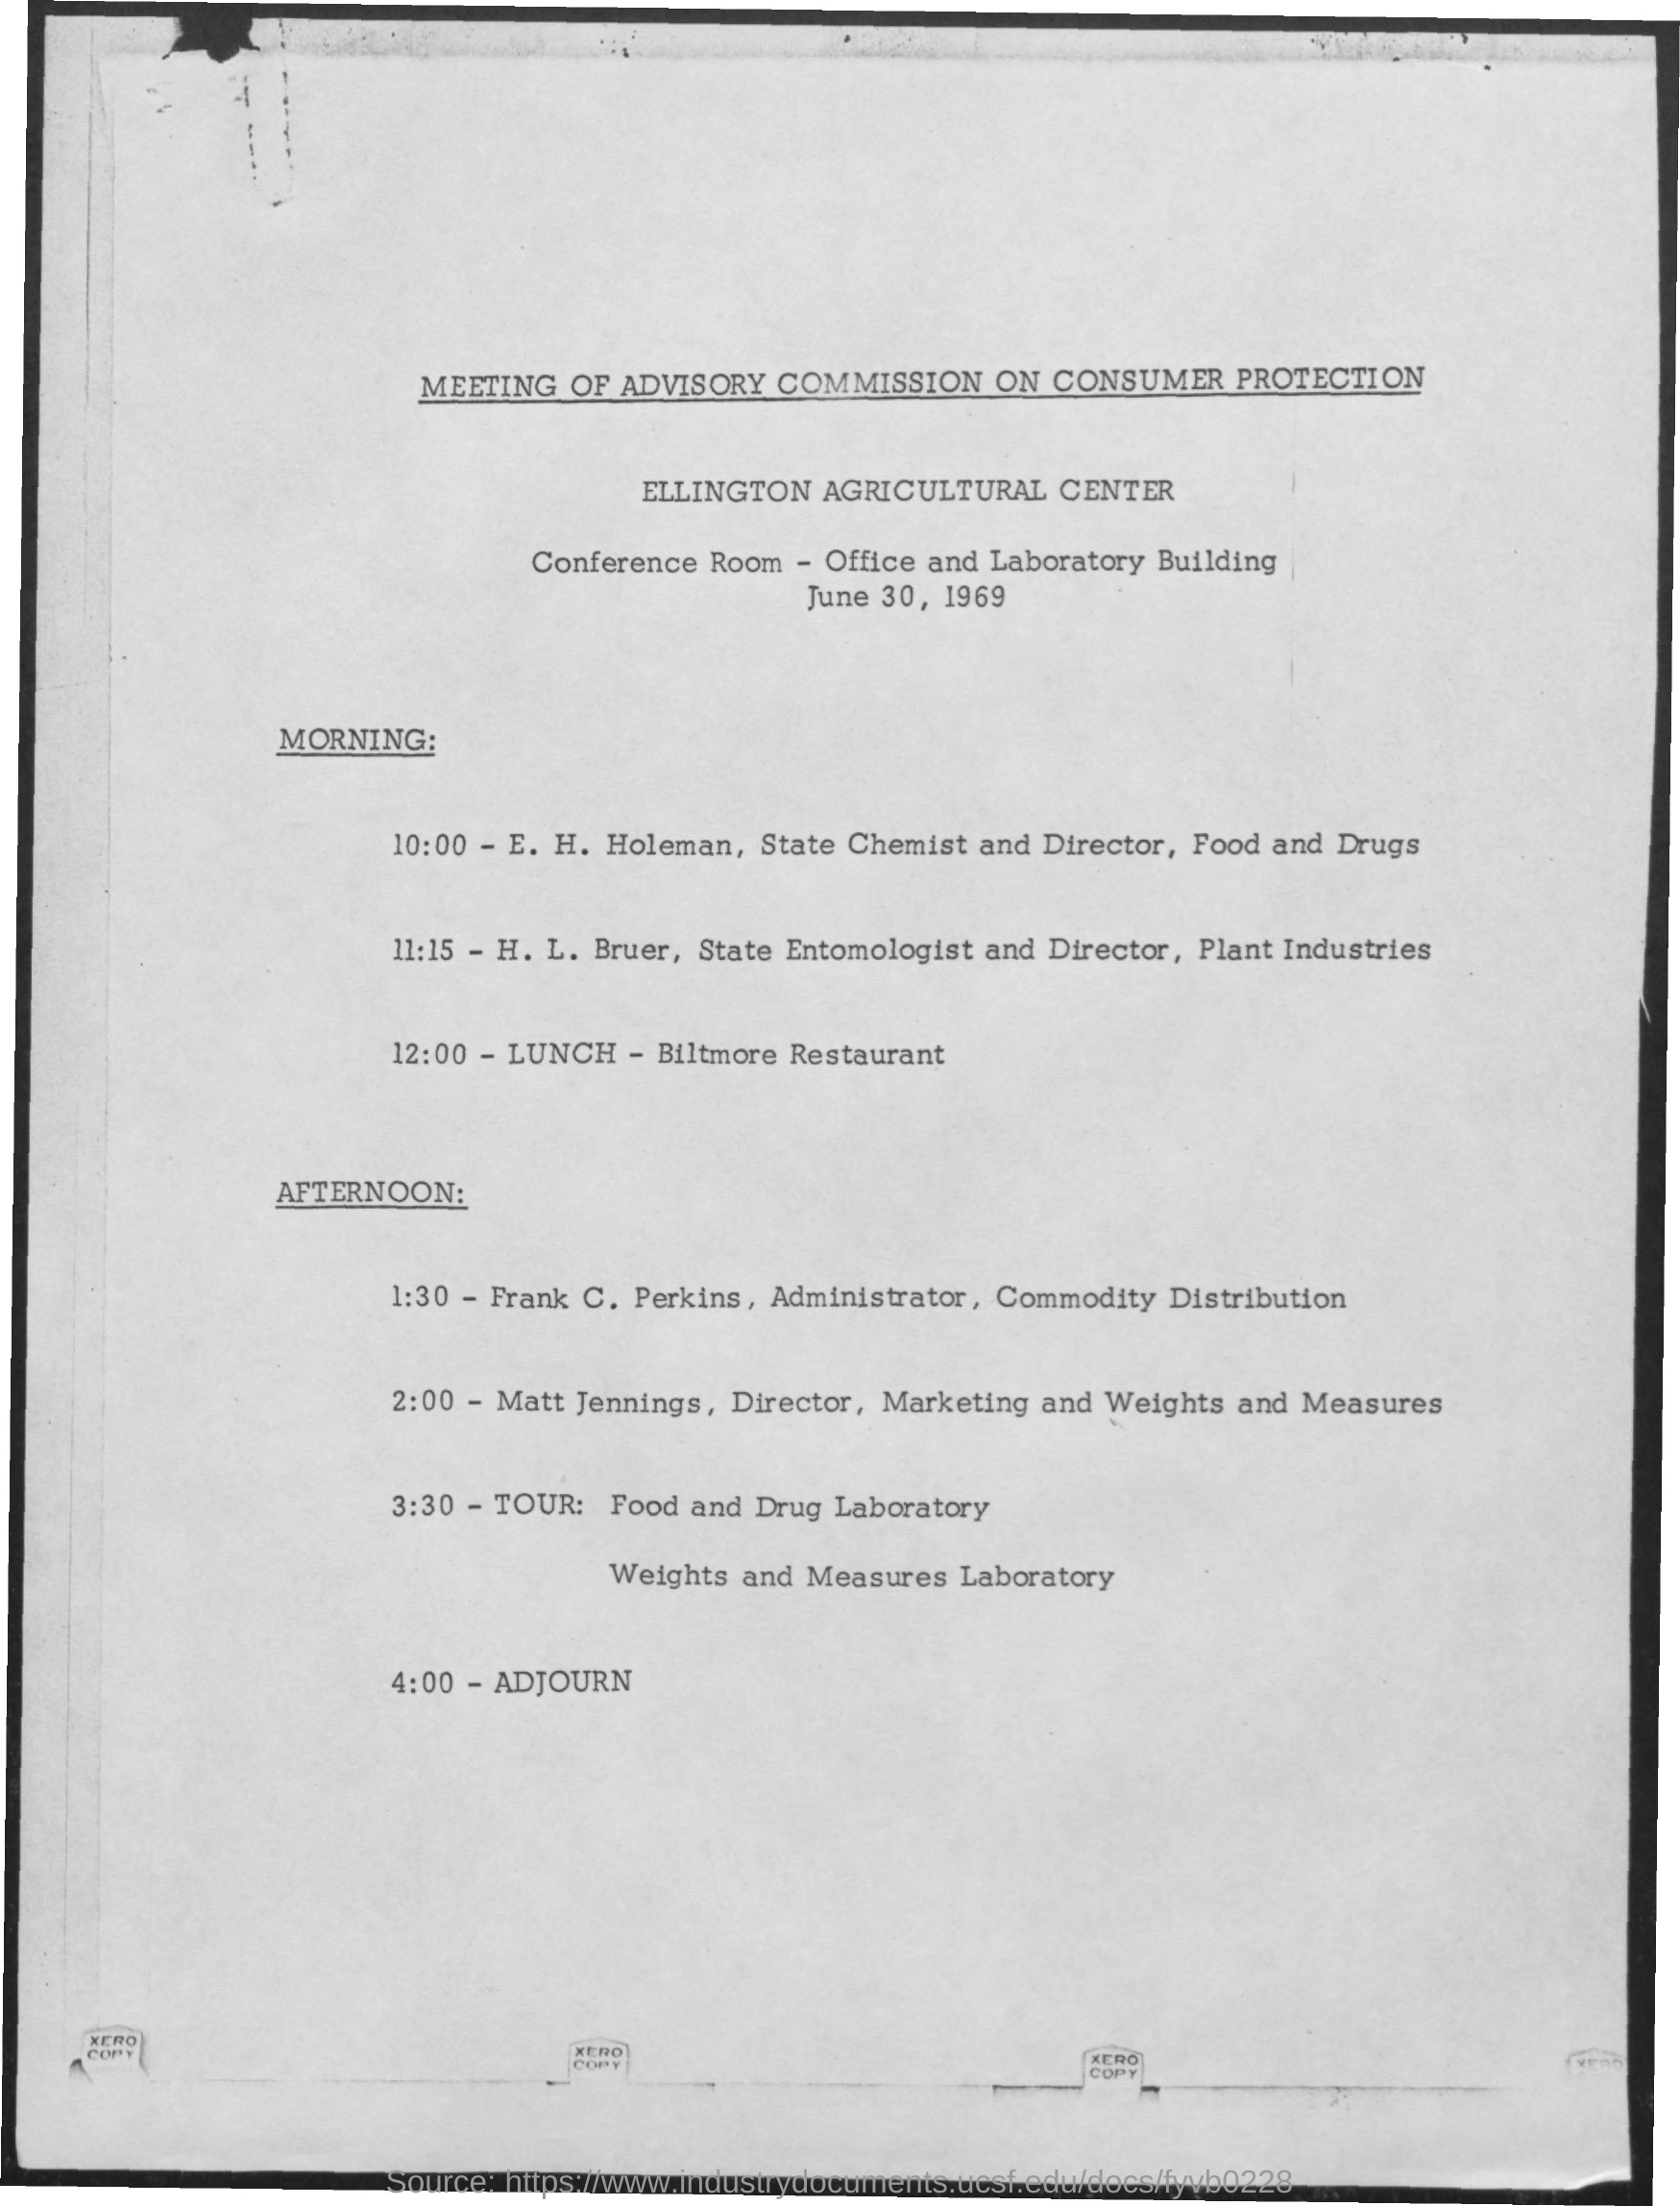 MEETING OF ADVISORY COMMISSION ON CONSUMER PROTECTION
ELLINGTON AGRICULTURAL CENTER
Conference Room - Office and Laboratory Building
June 30, 1969
MORNING:
10:00 - E. H. Holeman, State Chemist and Director, Food and Drugs
11:15 - H. L. Bruer, State Entomologist and Director, Plant Industries
12:00 - LUNCH - Biltmore Restaurant
AFTERNOON:
1:30 - Frank C. Perkins, Administrator, Commodity Distribution
2:00 - Matt Jennings, Director, Marketing and Weights and Measures
3:30 - TOUR: Food and Drug Laboratory
Weights and Measures Laboratory
4:00 - ADJOURN
XERO COPY
XERO COPY
XERO COPY
XERO
Source: https://www.industrydocuments.ucsf.edu/docs/fyvb0228